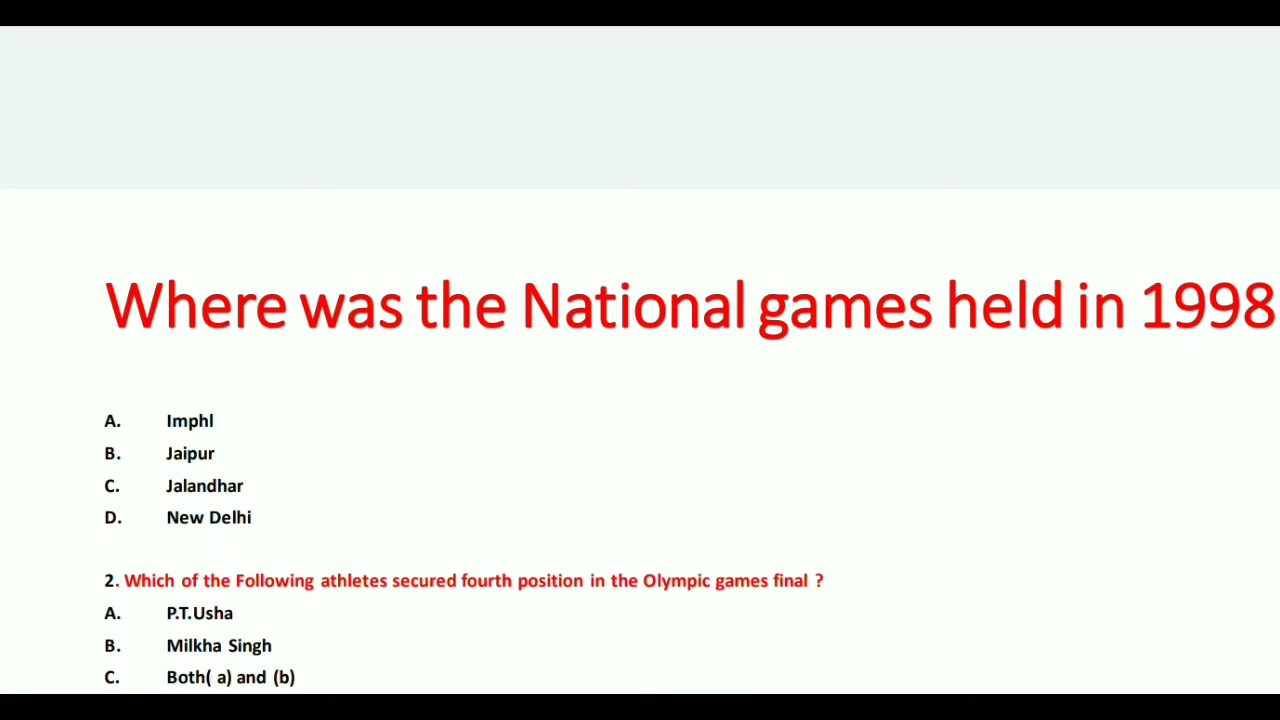 Where was the National games held in 1998
A. Imphl
B. Jaipur
C. Jalandhar
D. New Delhi
2. Which of the Following athletes secured fourth position in the Olympic games final ?
A. P.T.Usha
B. Milkha Singh
C. Both( a) and (b)